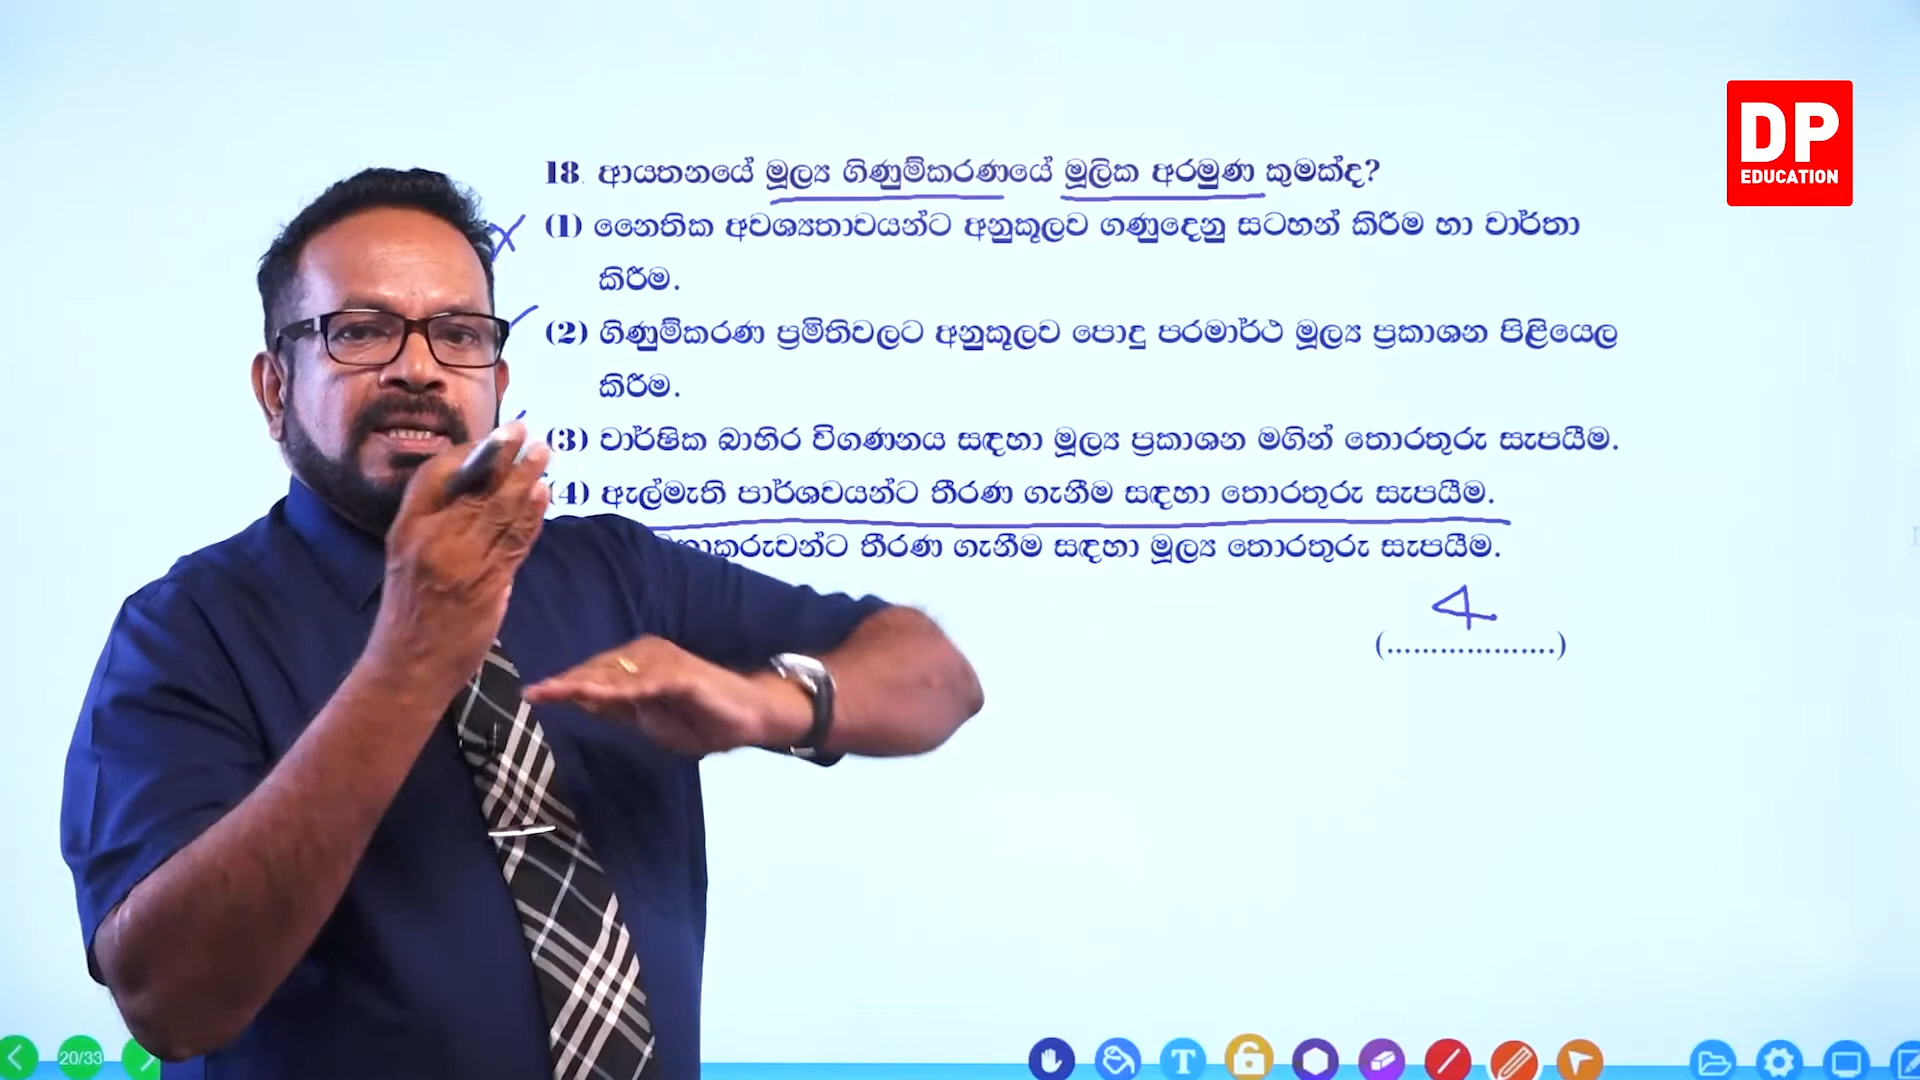 DP
EDUCATION
18. ආයතනයේ මූල්‍ය ගිණුම්කරණයේ මූලික අරමුණ කුමක්ද?
(1) නෛතික අවශ්‍යතාවයන්ට අනුකූලව ගණුදෙනු සටහන් කිරීම හා වාර්තා
කිරීම.
(2) ගිණුම්කරණ ප්‍රමිතිවලට අනුකූලව පොදු පරමාර්ථ මූල්‍ය ප්‍රකාශන පිළියෙල
කිරීම.
(3) වාර්ෂික බාහිර විගණනය සඳහා මූල්‍ය ප්‍රකාශන මගින් තොරතුරු සැපයීම.
(4) ඇල්මැති පාර්ශවයන්ට තීරණ ගැනීම සඳහා තොරතුරු සැපයීම.
තීරණ ගැනීම සඳහා මූල්‍ය තොරතුරු සැපයීම.
4
(...................)
20/33
T